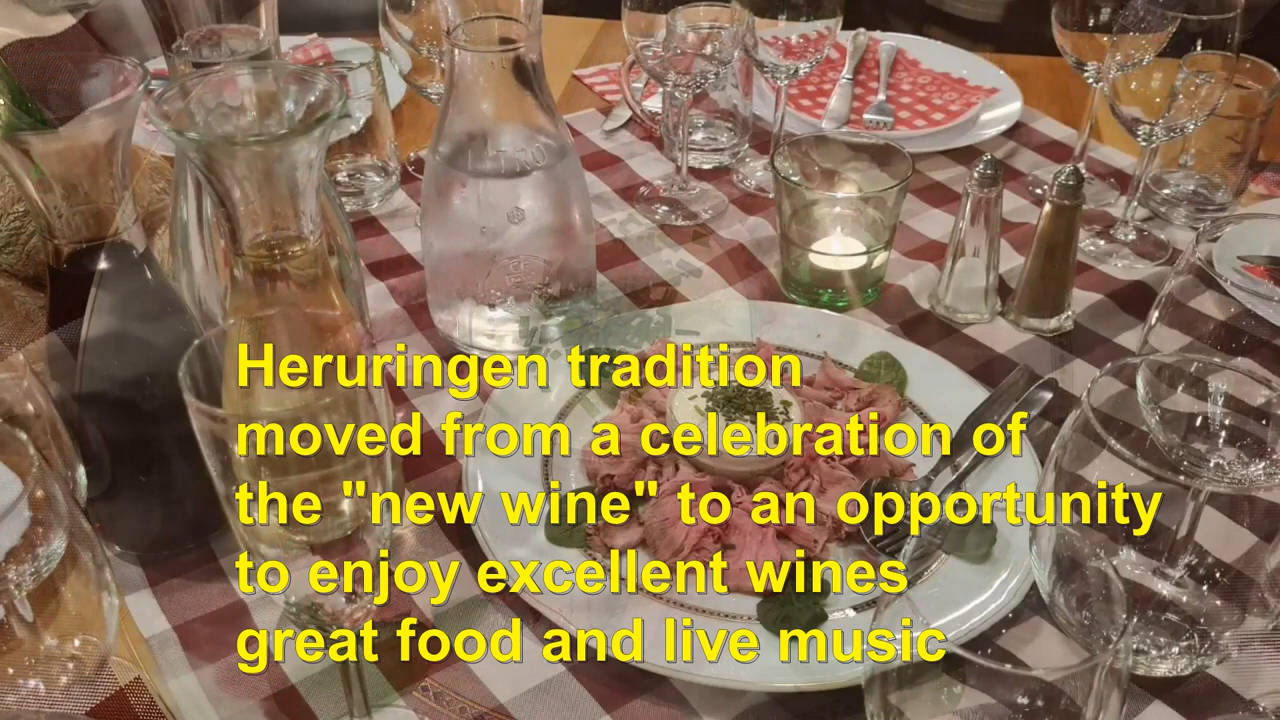 LITRO
Heruringen tradition
moved from a celebration of
the "new wine" to an opportunity
to enjoy excellent wines
great food and live music